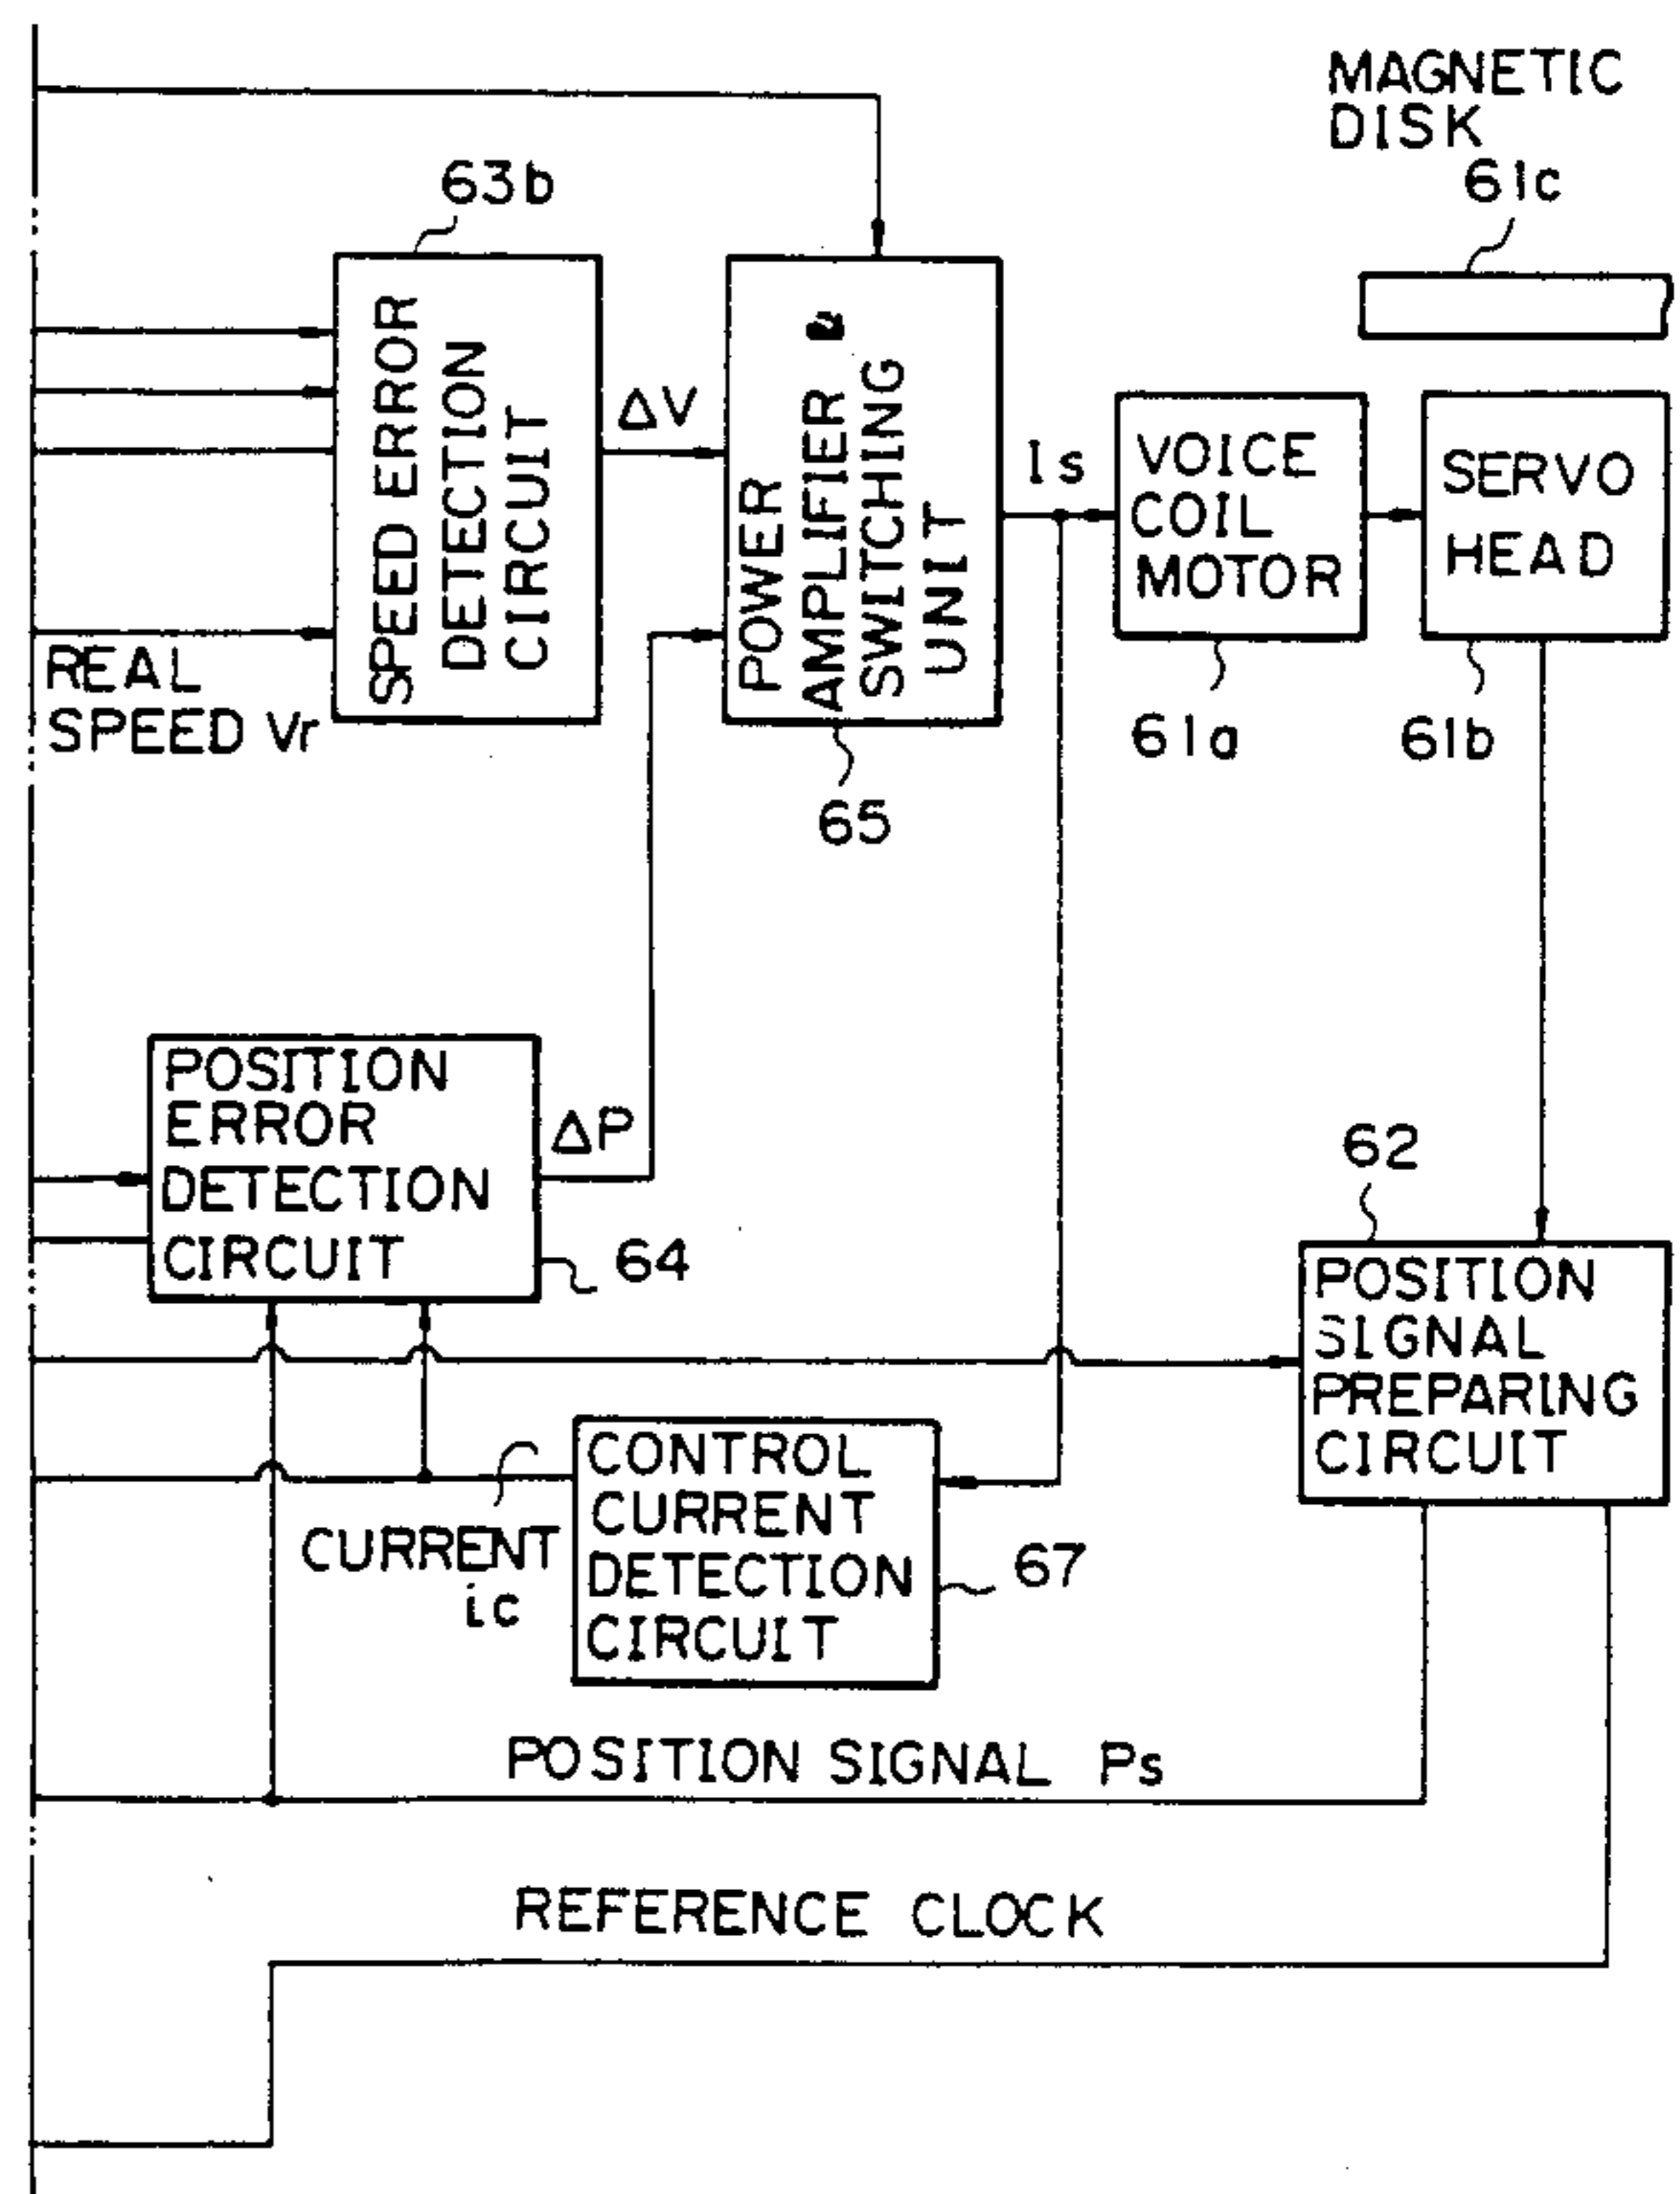 MAGNETIC
DISK
61c
63b
SPEED ERROR
DETECTION
CIRCUIT
ΔV
POWER
AMPLIFIER &
SWITCHING
UNIT
Is
VOICE
COIL
MOTOR
SERVO
HEAD
REAL
SPEED Vr
61a
61b
65
POSITION
ERROR
DETECTION
CIRCUIT
ΔP
64
62
POSITION
SIGNAL
PREPARING
CIRCUIT
CONTROL
CURRENT
DETECTION
CIRCUIT
67
CURRENT
ic
POSITION SIGNAL Ps
REFERENCE CLOCK